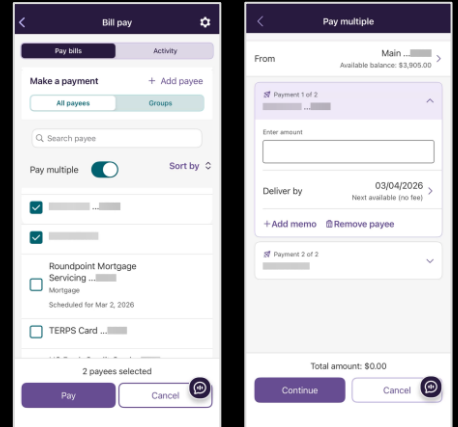 Bill pay
Pay bills
Activity
Make a payment
+ Add payee
All payees
Groups
Search payee
Pay multiple
Sort by
...
Roundpoint Mortgage
Servicing ...
Mortgage
Scheduled for Mar 2, 2026
TERPS Card ...
2 payees selected
Pay
Cancel
Pay multiple
From
Main ...
Available balance: $3,905.00
Payment 1 of 2
...
Enter amount
Deliver by
03/04/2026
Next available (no fee)
+Add memo
Remove payee
Payment 2 of 2
Total amount: $0.00
Continue
Cancel